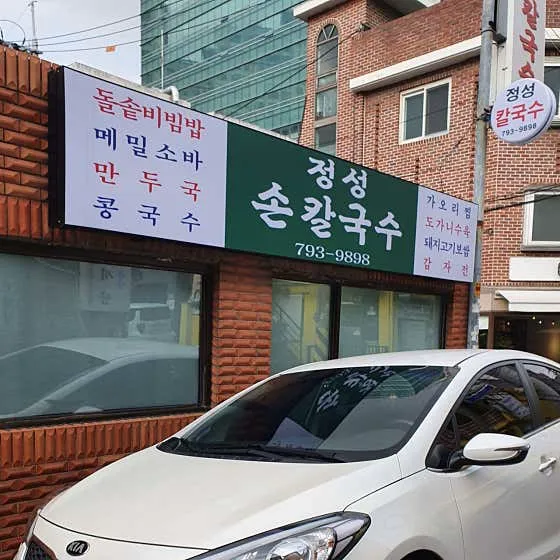 돌솥비빔밥
메밀소바
만두국
콩국수
정성
손칼국수
793-9898
가오리찜
도가니수육
돼지고기보쌈
감자전
칼국수
정성
칼국수
793-9898
KIA